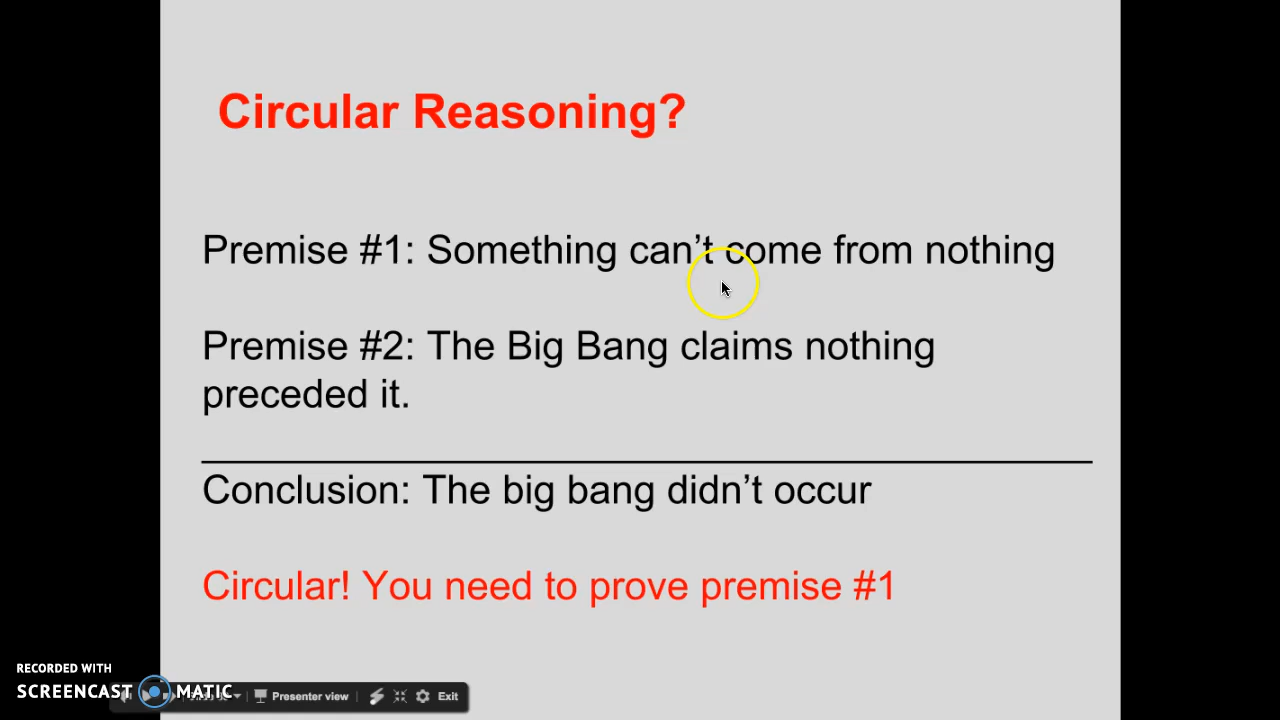 Circular Reasoning?
Premise #1: Something can't come from nothing
Premise #2: The Big Bang claims nothing
preceded it.
Conclusion: The big bang didn't occur
Circular! You need to prove premise #1
RECORDED WITH
SCREENCAST MATIC
Presenter view
Exit